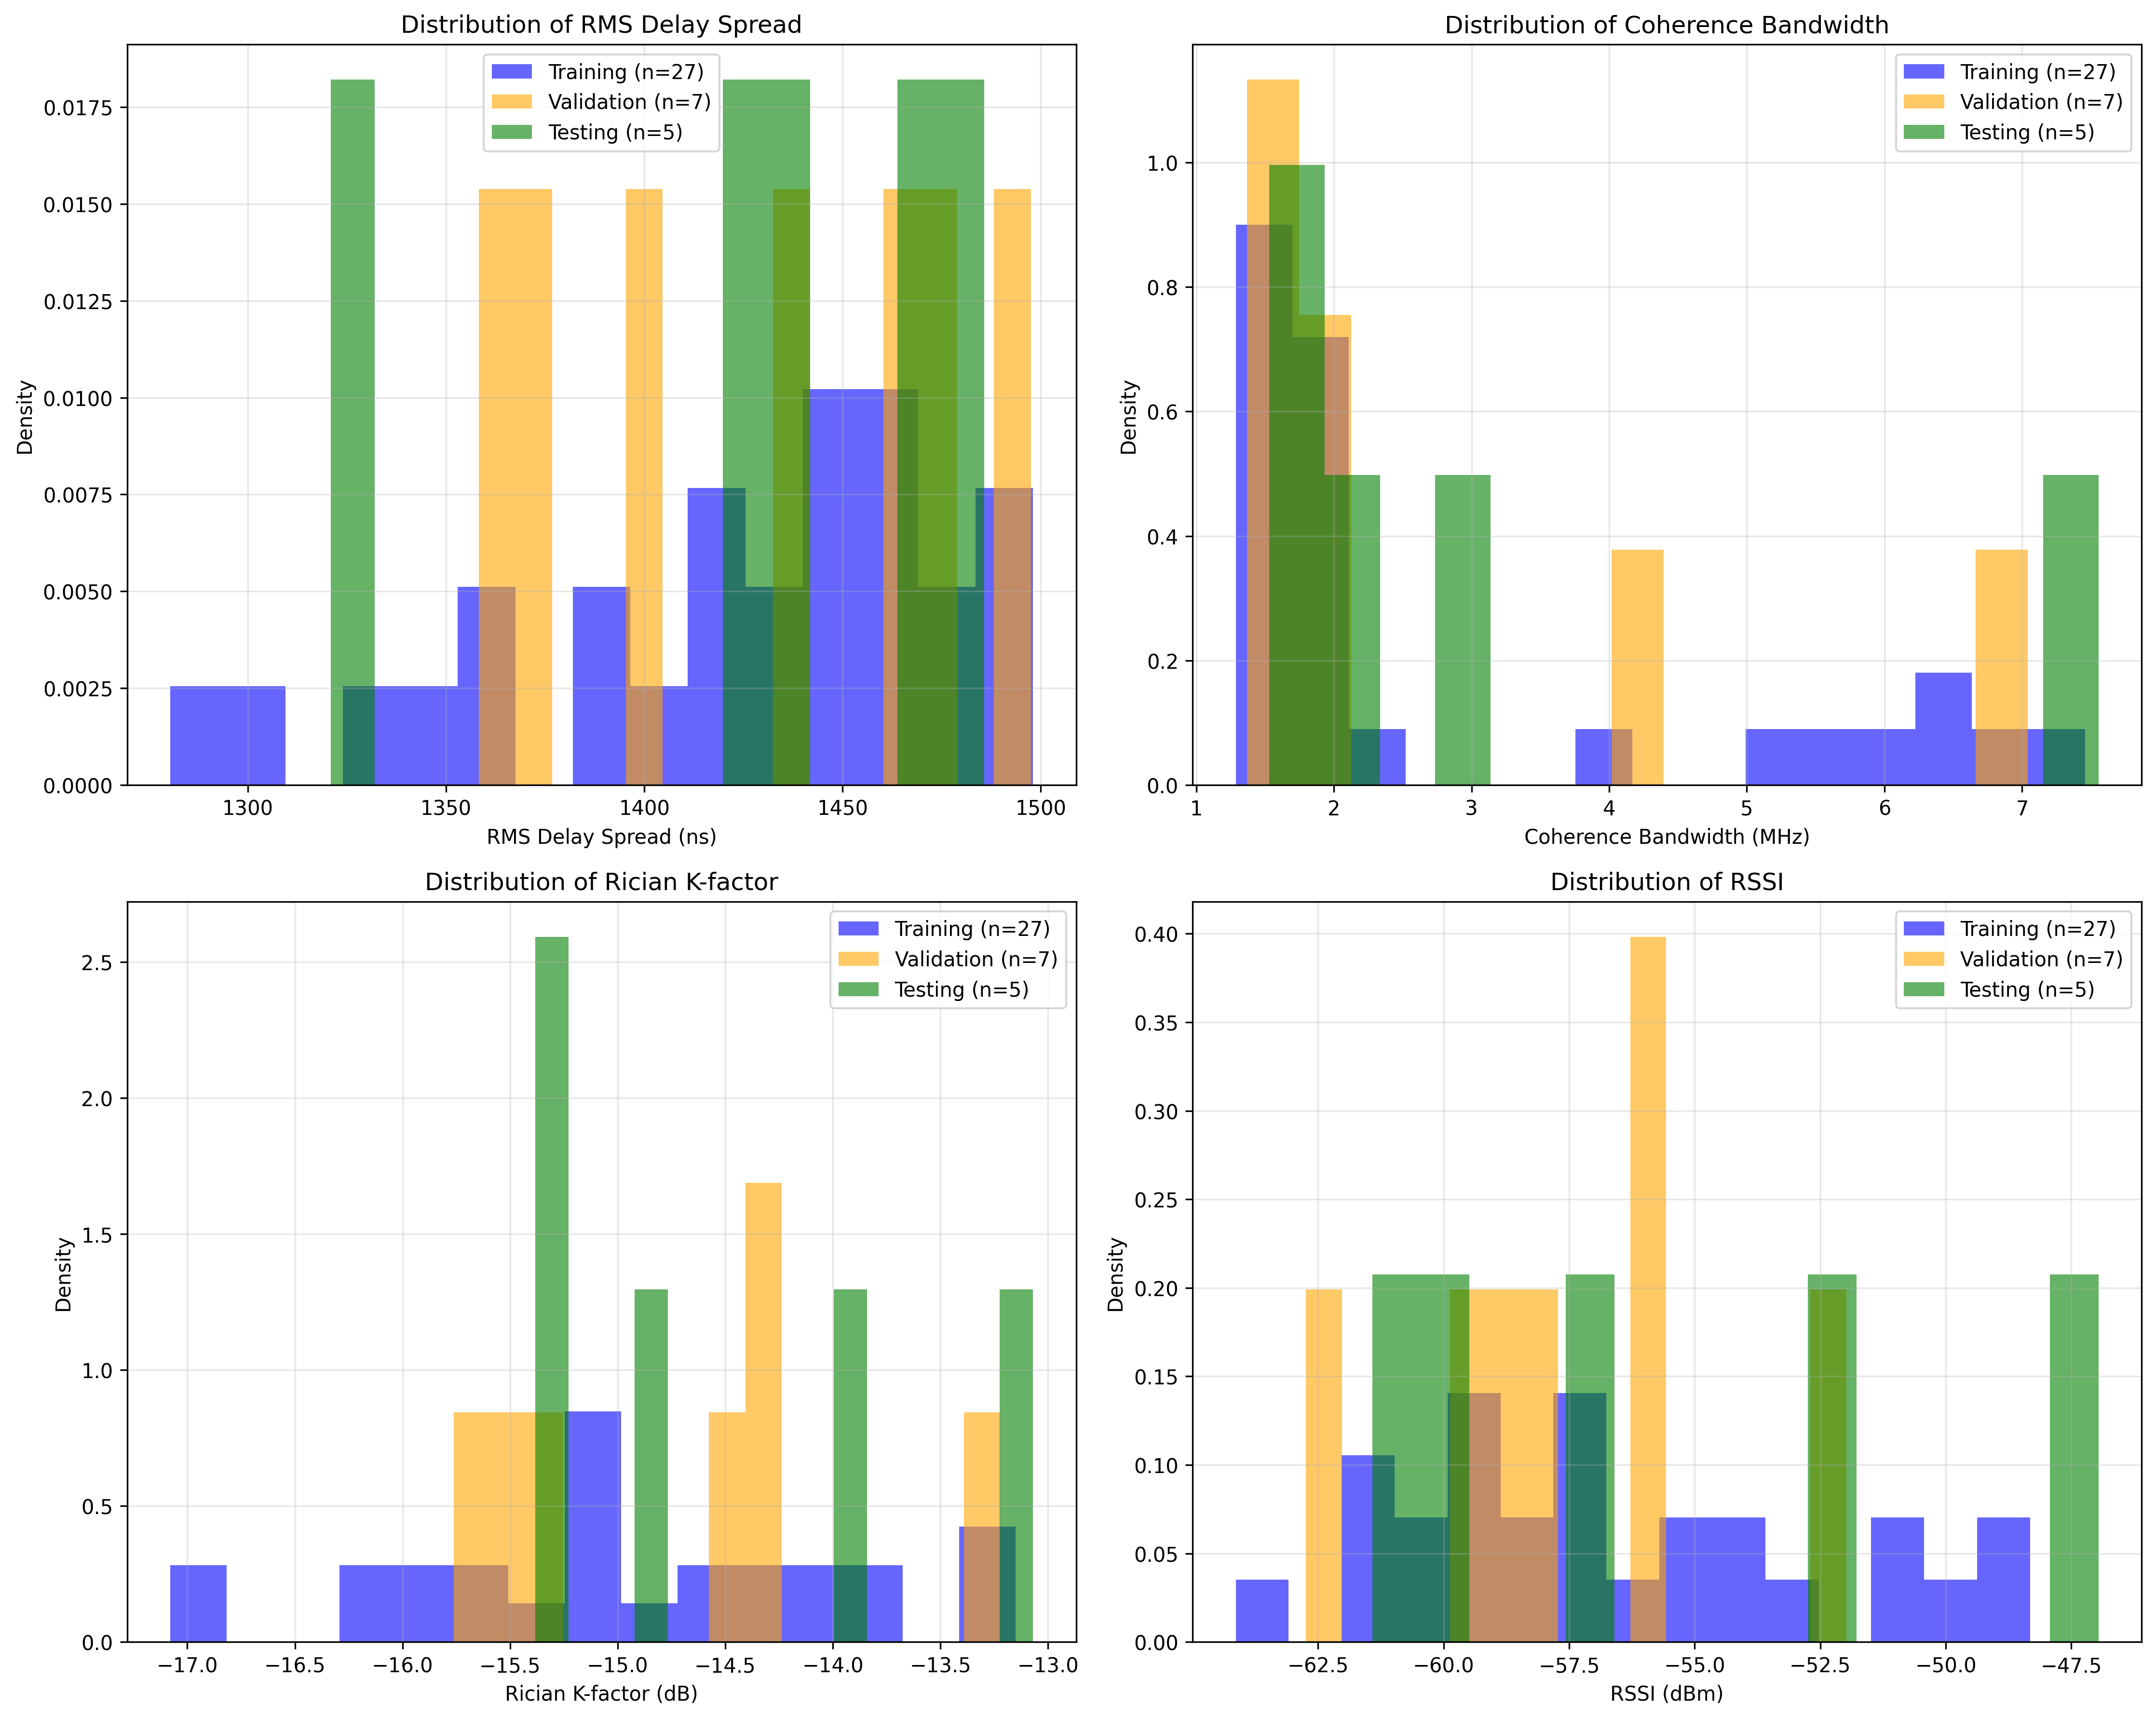 Distribution of RMS Delay Spread
Training (n=27)
Validation (n=7)
Testing (n=5)
Density
0.0175
0.0150
0.0125
0.0100
0.0075
0.0050
0.0025
0.0000
1300 1350 1400 1450 1500
RMS Delay Spread (ns)
Distribution of Coherence Bandwidth
Training (n=27)
Validation (n=7)
Testing (n=5)
Density
1.0
0.8
0.6
0.4
0.2
0.0
1 2 3 4 5 6 7
Coherence Bandwidth (MHz)
Distribution of Rician K-factor
Training (n=27)
Validation (n=7)
Testing (n=5)
Density
2.5
2.0
1.5
1.0
0.5
0.0
−17.0 −16.5 −16.0 −15.5 −15.0 −14.5 −14.0 −13.5 −13.0
Rician K-factor (dB)
Distribution of RSSI
Training (n=27)
Validation (n=7)
Testing (n=5)
Density
0.40
0.35
0.30
0.25
0.20
0.15
0.10
0.05
0.00
−62.5 −60.0 −57.5 −55.0 −52.5 −50.0 −47.5
RSSI (dBm)